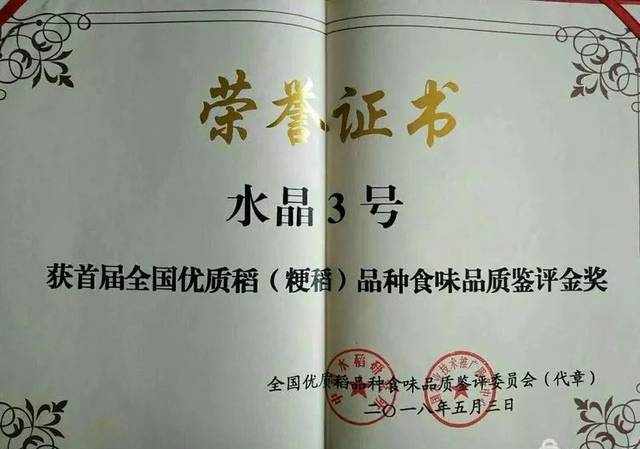 荣誉证书
水晶3号
获首届全国优质稻（粳稻）品种食味品质鉴评金奖
全国优质稻品种食味品质鉴评委员会（代章）
二〇一八年五月三日